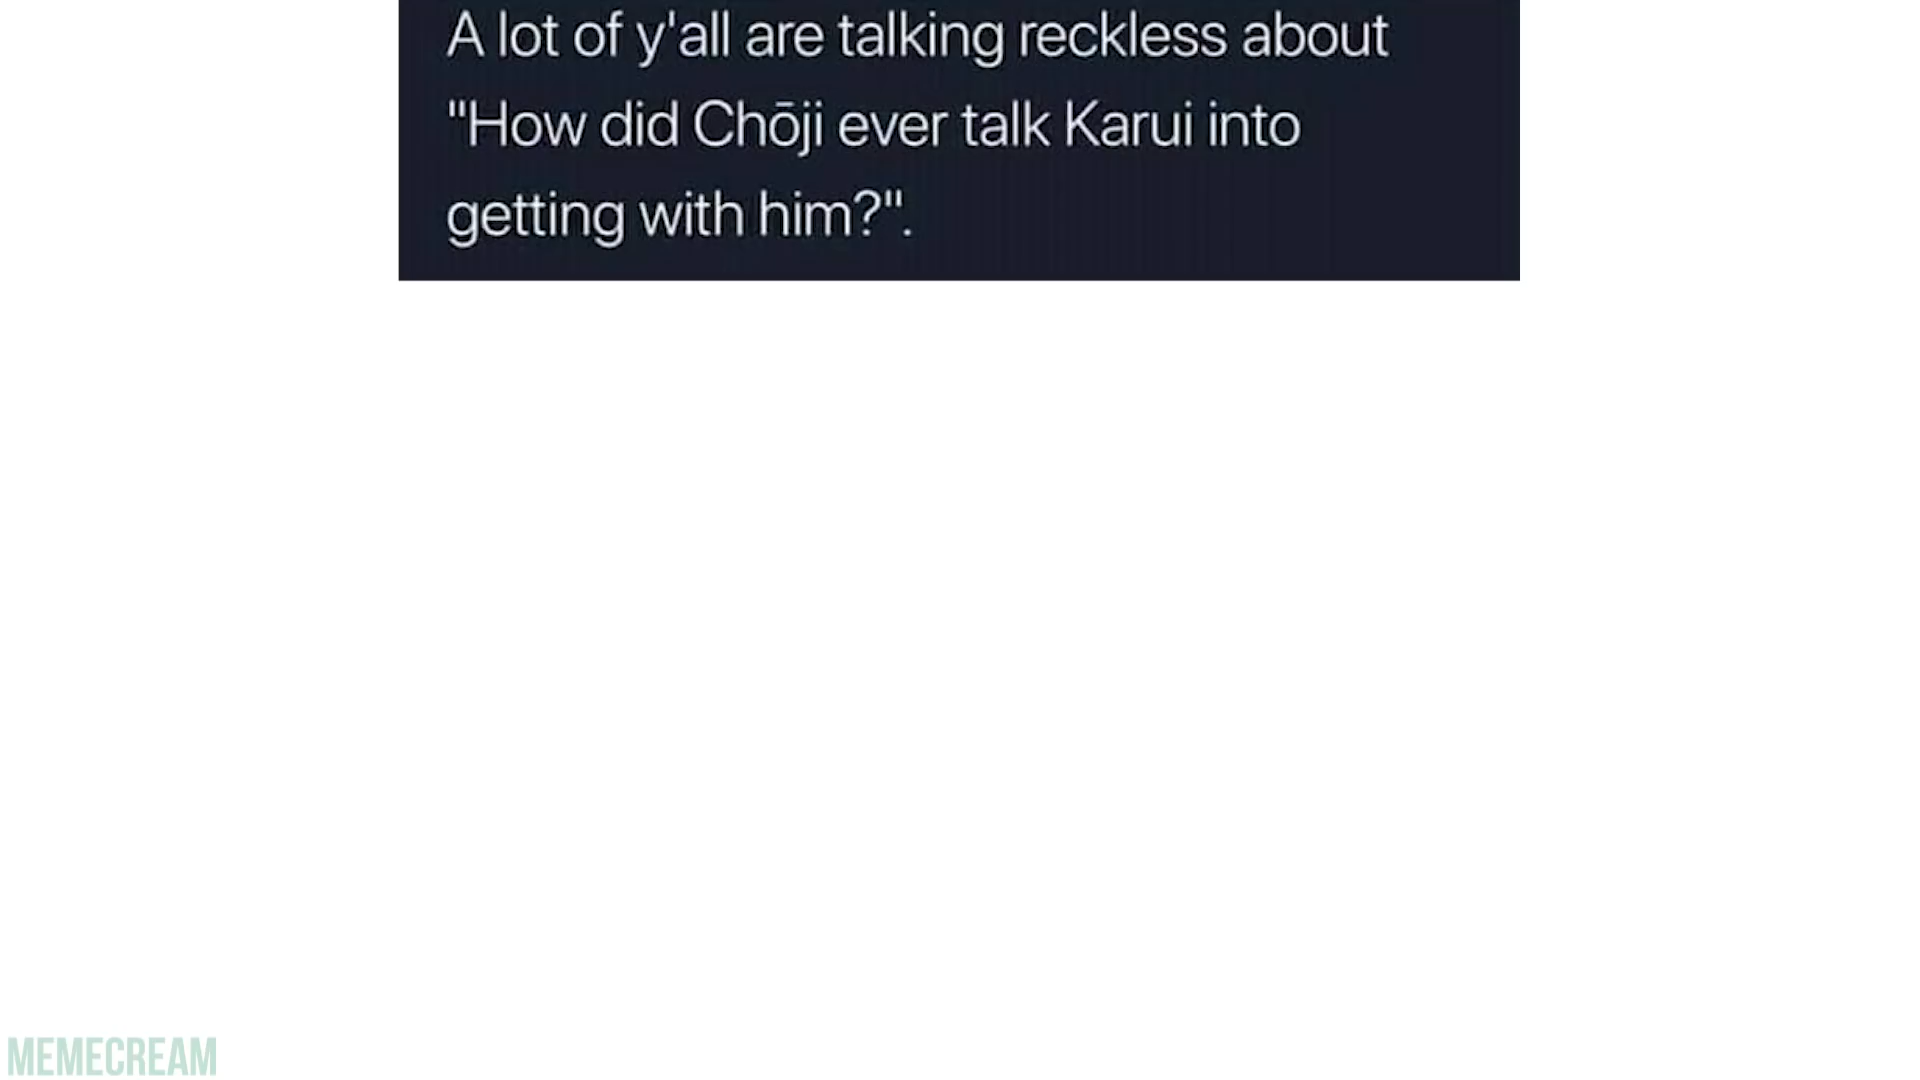 A lot of y'all are talking reckless about
"How did Chōji ever talk Karui into
getting with him?".
MEMECREAM